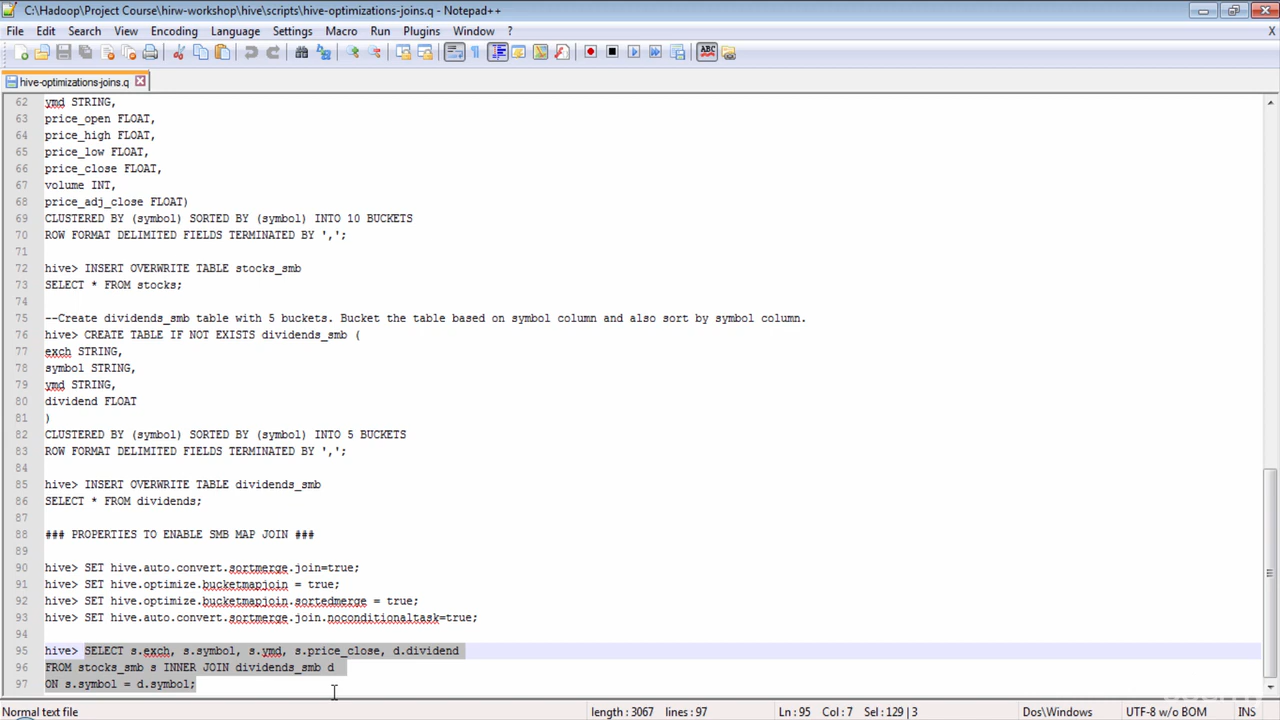 C:\Hadoop\Project Course\hirw-workshop\hive\scripts\hive-optimizations-joins.q - Notepad++
File Edit Search View Encoding Language Settings Macro Run Plugins Window ? X
hive-optimizations-joins.q
62 ymd STRING,
63 price_open FLOAT,
64 price_high FLOAT,
65 price_low FLOAT,
66 price_close FLOAT,
67 volume INT,
68 price_adj_close FLOAT)
69 CLUSTERED BY (symbol) SORTED BY (symbol) INTO 10 BUCKETS
70 ROW FORMAT DELIMITED FIELDS TERMINATED BY ',';
71
72 hive> INSERT OVERWRITE TABLE stocks_smb
73 SELECT * FROM stocks;
74
75 --Create dividends_smb table with 5 buckets. Bucket the table based on symbol column and also sort by symbol column.
76 hive> CREATE TABLE IF NOT EXISTS dividends_smb (
77 exch STRING,
78 symbol STRING,
79 ymd STRING,
80 dividend FLOAT
81 )
82 CLUSTERED BY (symbol) SORTED BY (symbol) INTO 5 BUCKETS
83 ROW FORMAT DELIMITED FIELDS TERMINATED BY ',';
84
85 hive> INSERT OVERWRITE TABLE dividends_smb
86 SELECT * FROM dividends;
87
88 ### PROPERTIES TO ENABLE SMB MAP JOIN ###
89
90 hive> SET hive.auto.convert.sortmerge.join=true;
91 hive> SET hive.optimize.bucketmapjoin = true;
92 hive> SET hive.optimize.bucketmapjoin.sortedmerge = true;
93 hive> SET hive.auto.convert.sortmerge.join.noconditionaltask=true;
94
95 hive> SELECT s.exch, s.symbol, s.ymd, s.price_close, d.dividend
96 FROM stocks_smb s INNER JOIN dividends_smb d
97 ON s.symbol = d.symbol;
Normal text file length : 3067 lines : 97 Ln : 95 Col : 7 Sel : 129 | 3 Dos\Windows UTF-8 w/o BOM INS